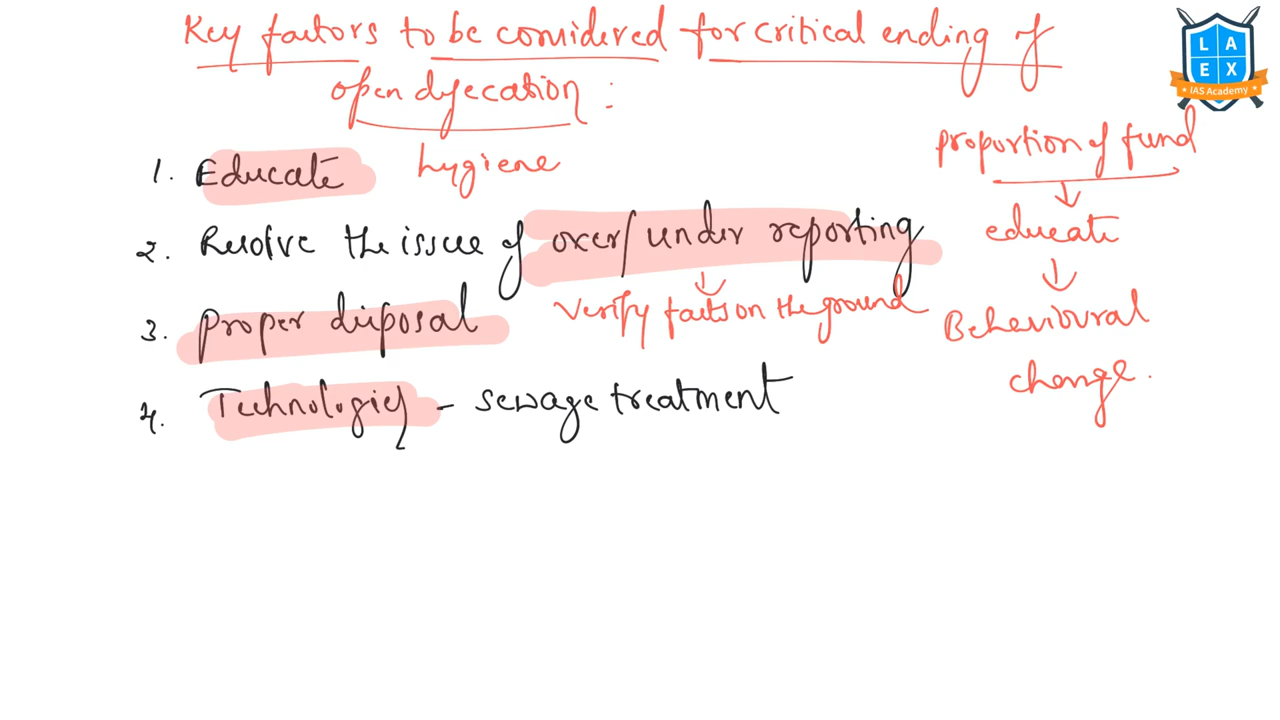 Key factors to be considered for critical ending of
open defecation :
1. Educate hygiene
2. Resolve the issue of over/under reporting
Verify facts on the ground
3. Proper disposal
4. Technologies - sewage treatment
proportion of fund
↓
educate
↓
Behavioural
change.
L A
E X
IAS Academy